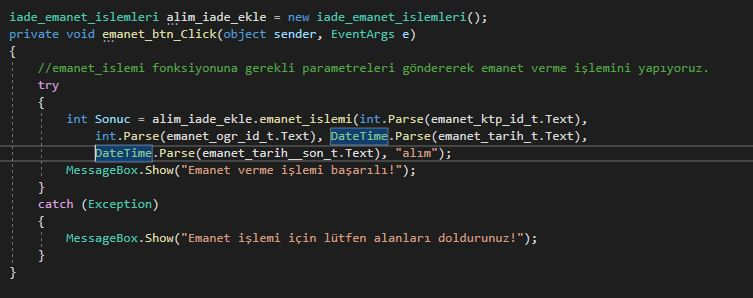 iade_emanet_islemleri alim_iade_ekle = new iade_emanet_islemleri();
private void emanet_btn_Click(object sender, EventArgs e)
{
//emanet_islemi fonksiyonuna gerekli parametreleri göndererek emanet verme işlemini yapıyoruz.
try
{
int Sonuc = alim_iade_ekle.emanet_islemi(int.Parse(emanet_ktp_id_t.Text),
int.Parse(emanet_ogr_id_t.Text), DateTime.Parse(emanet_tarih_t.Text),
DateTime.Parse(emanet_tarih__son_t.Text), "alım");
MessageBox.Show("Emanet verme işlemi başarılı!");
}
catch (Exception)
{
MessageBox.Show("Emanet işlemi için lütfen alanları doldurunuz!");
}
}